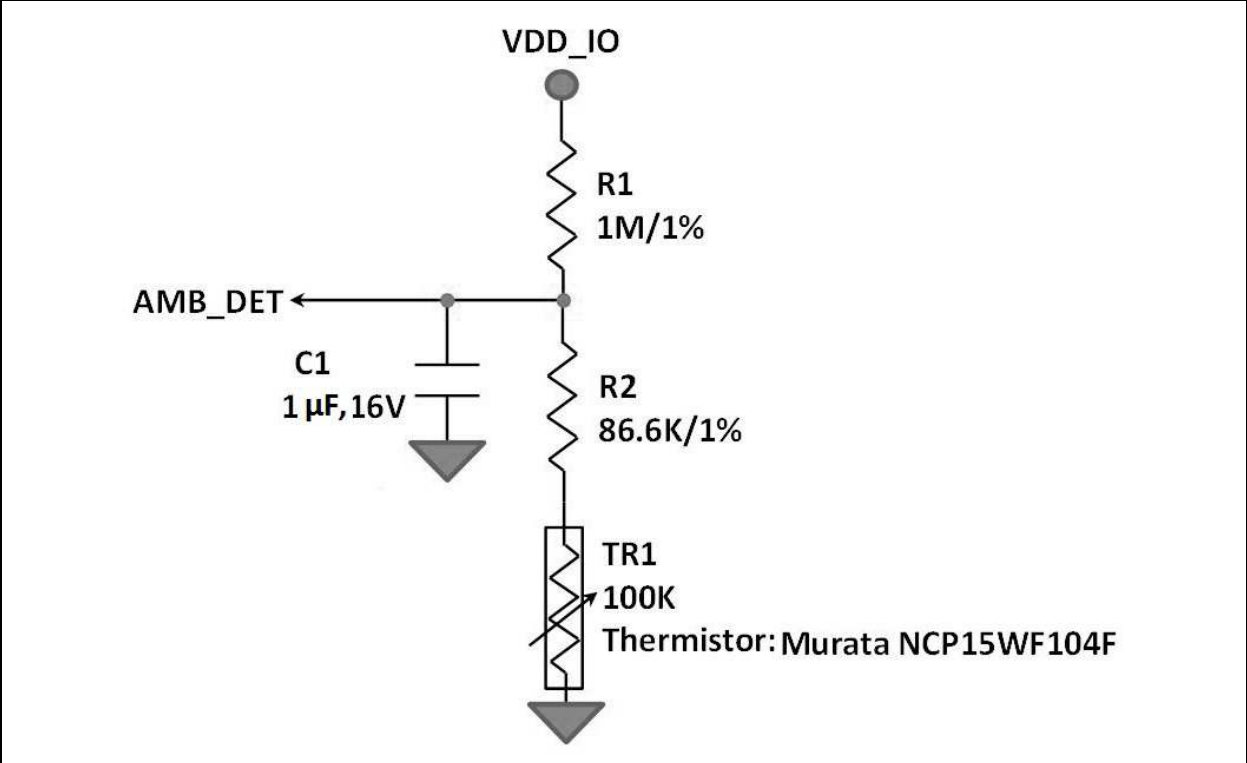 VDD_IO
R1
1M/1%
AMB_DET
C1
1 µF,16V
R2
86.6K/1%
TR1
100K
Thermistor: Murata NCP15WF104F